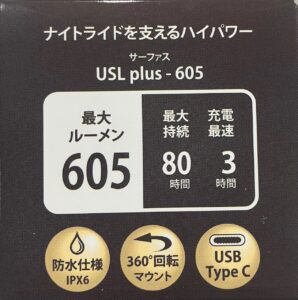 ナイトライドを支えるハイパワー
サーファス
USL plus - 605
最大
ルーメン
605
最大
持続
80
時間
充電
最速
3
時間
防水仕様
IPX6
360°回転
マウント
USB
Type C